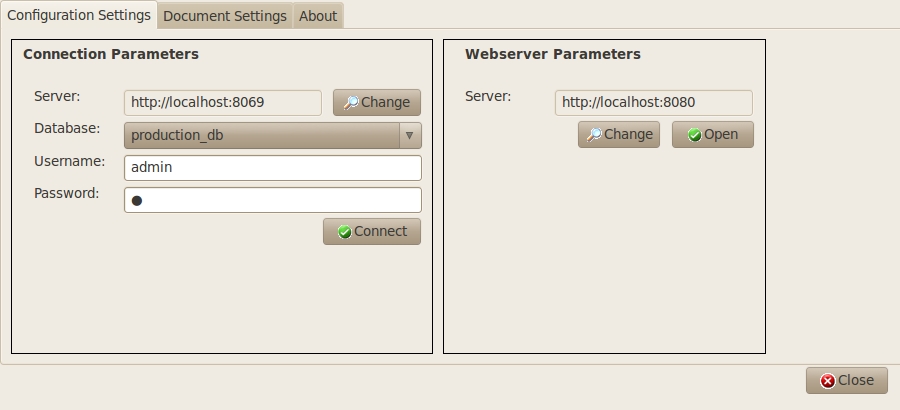 Configuration Settings Document Settings About
Connection Parameters
Server: http://localhost:8069 Change
Database: production_db
Username: admin
Password: ●
Connect
Webserver Parameters
Server: http://localhost:8080
Change Open
Close